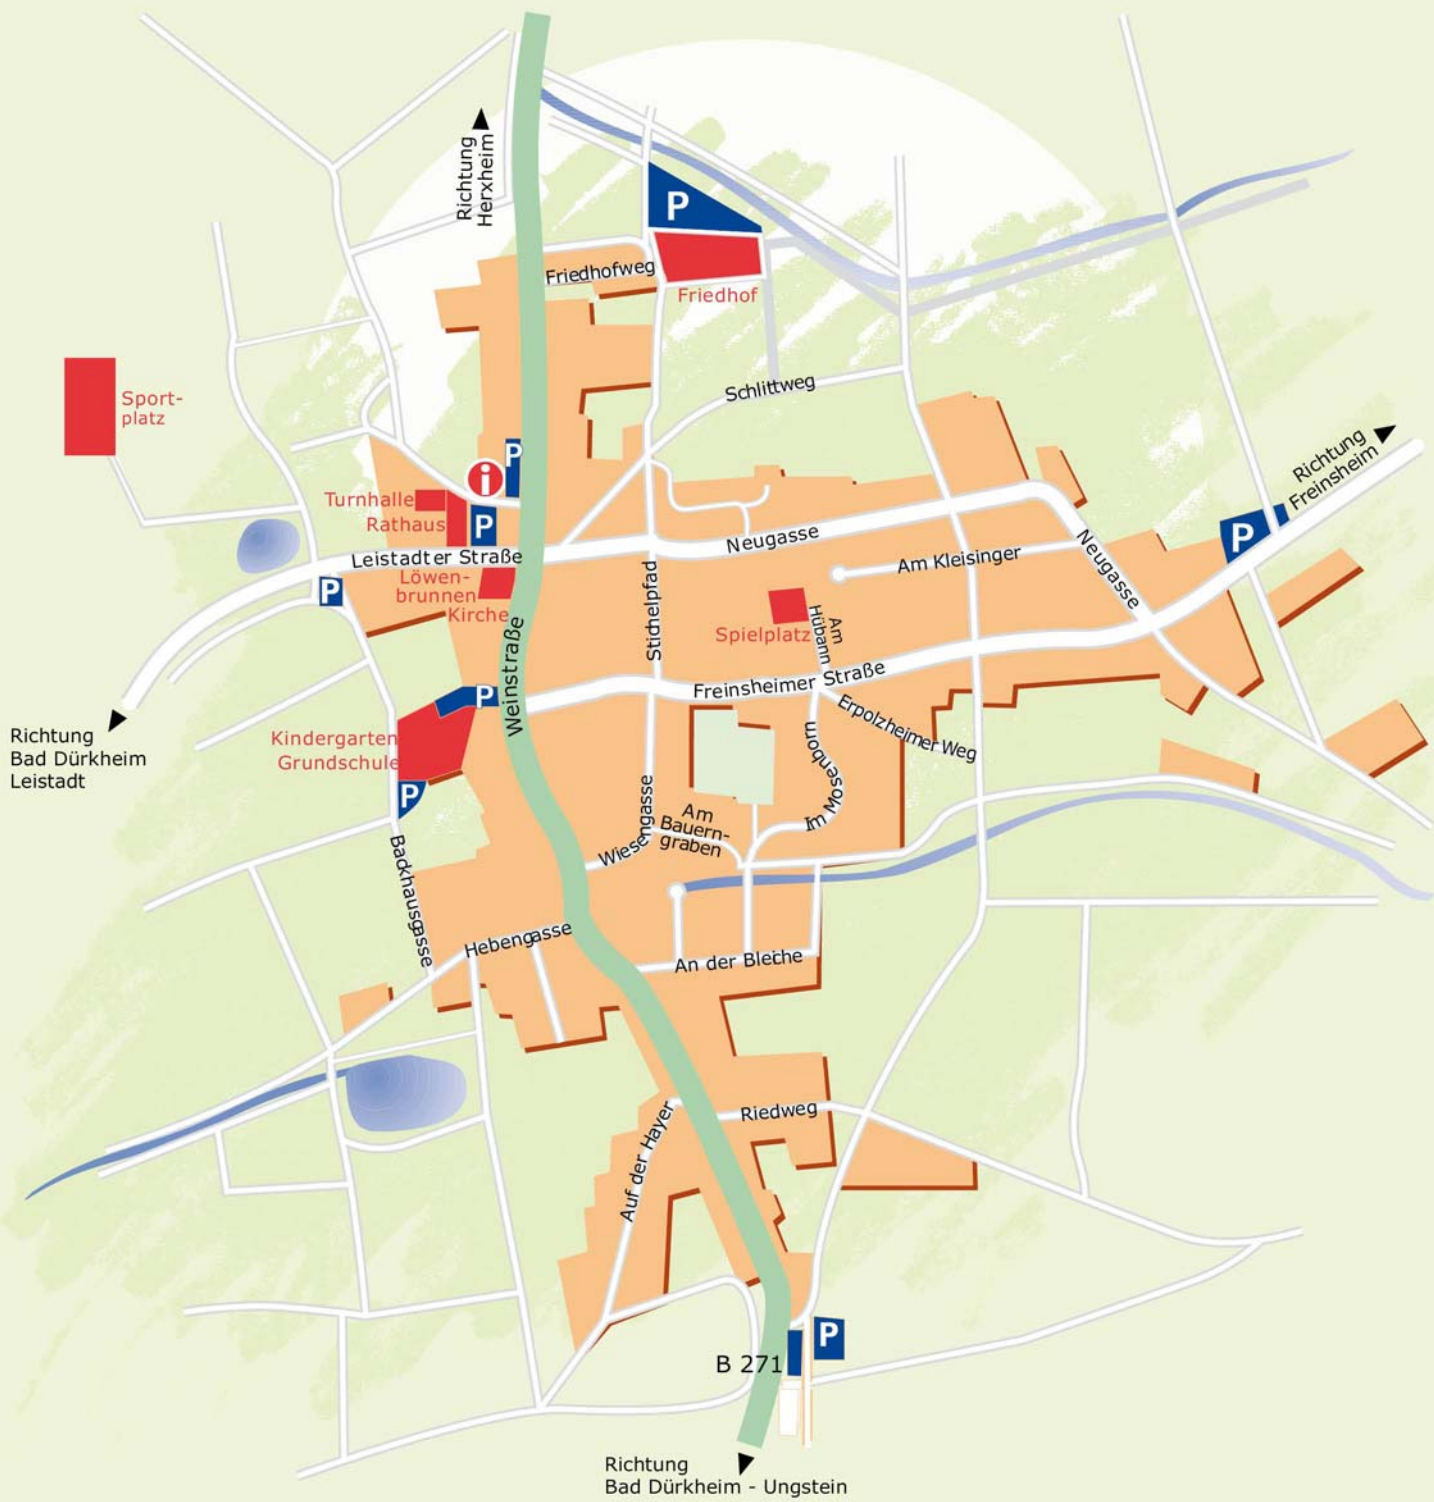 Richtung
Herxheim
P
Friedhofweg
Friedhof
Schlittweg
Sport-
platz
Richtung
Freinsheim
P
i
Turnhalle
Rathaus
P
P
Neugasse
Leistadter Straße
Am Kleisinger
Neugasse
Löwen-
brunnen
Kirche
P
Stichelpfad
Spielplatz
Am
Hübann
Weinstraße
Freinsheimer Straße
P
Erpolzheimer Weg
Richtung
Bad Dürkheim
Leistadt
Kindergarten
Grundschule
Im Mosenborn
P
Wiesengasse
Am
Bauern-
graben
Backhausgasse
Hebengasse
An der Bleiche
Riedweg
Auf der Hayer
P
B 271
Richtung
Bad Dürkheim - Ungstein